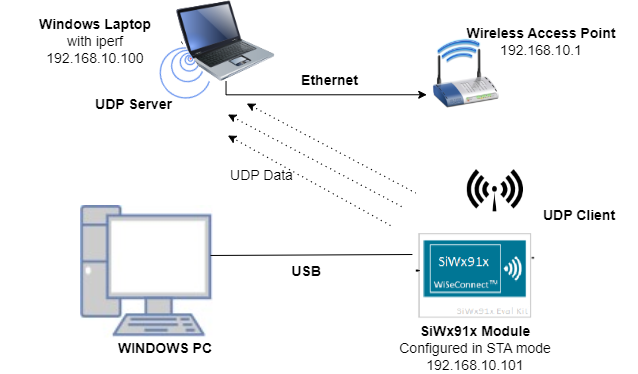 Windows Laptop
with iperf
192.168.10.100
UDP Server
Ethernet
Wireless Access Point
192.168.10.1
UDP Data
UDP Client
USB
SiWx91x
WiSeConnect™
SiWx91x Eval Kit
WINDOWS PC
SiWx91x Module
Configured in STA mode
192.168.10.101